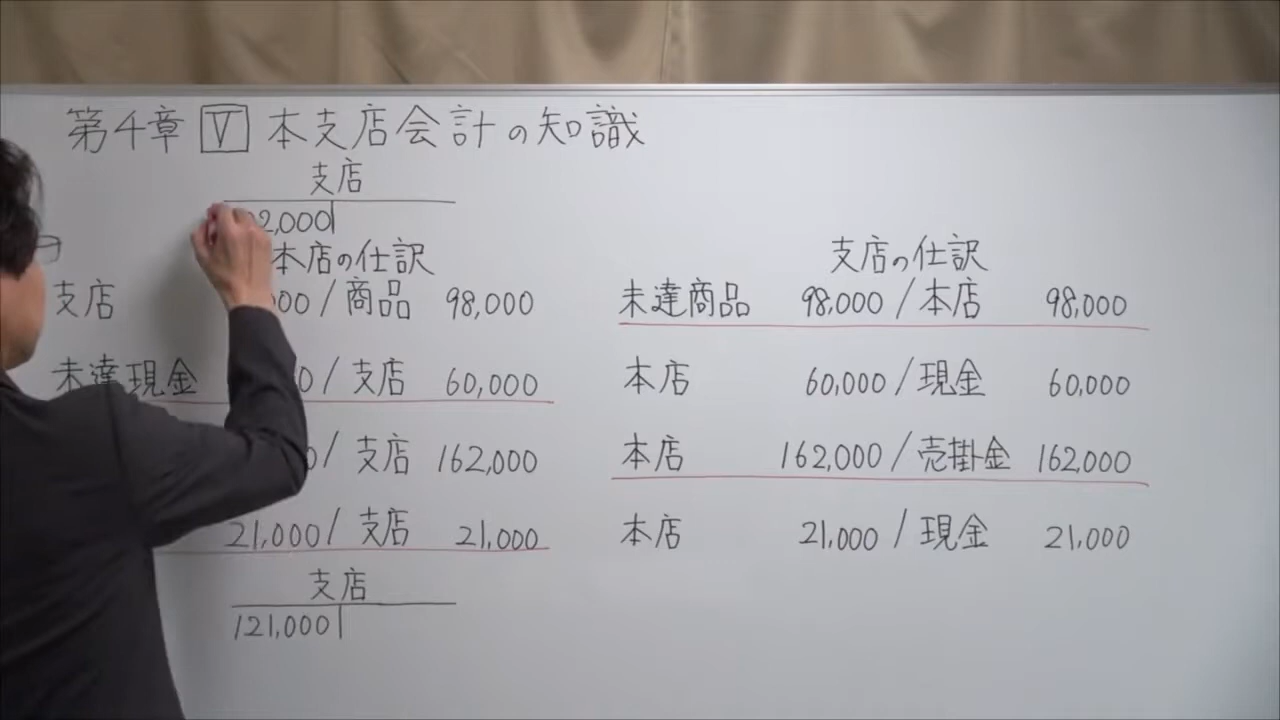 第4章 V 本支店会計の知識
支店
2,000
本店の仕訳 支店の仕訳
支店 000 / 商品 98,000 未達商品 98,000 / 本店 98,000
未達現金 0 / 支店 60,000 本店 60,000 / 現金 60,000
0 / 支店 162,000 本店 162,000 / 売掛金 162,000
21,000 / 支店 21,000 本店 21,000 / 現金 21,000
支店
121,000